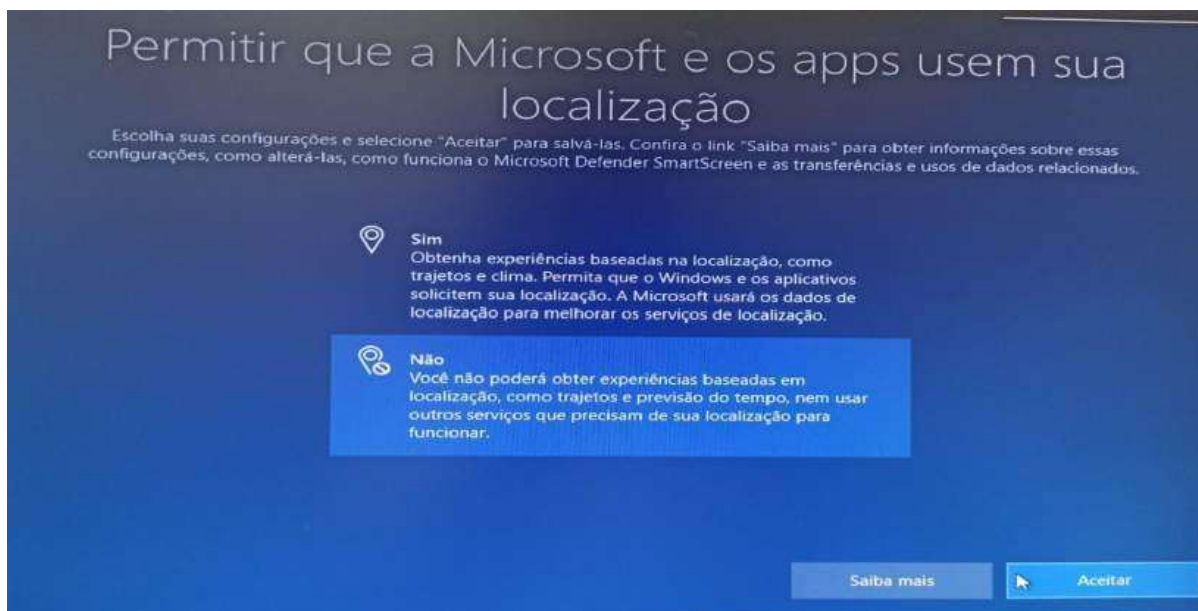 Permitir que a Microsoft e os apps usem sua
localização
Escolha suas configurações e selecione "Aceitar" para salvá-las. Confira o link "Saiba mais" para obter informações sobre essas
configurações, como alterá-las, como funciona o Microsoft Defender SmartScreen e as transferências e usos de dados relacionados.
Sim
Obtenha experiências baseadas na localização, como
trajetos e clima. Permita que o Windows e os aplicativos
solicitem sua localização. A Microsoft usará os dados de
localização para melhorar os serviços de localização.
Não
Você não poderá obter experiências baseadas em
localização, como trajetos e previsão do tempo, nem usar
outros serviços que precisam de sua localização para
funcionar.
Saiba mais
Aceitar